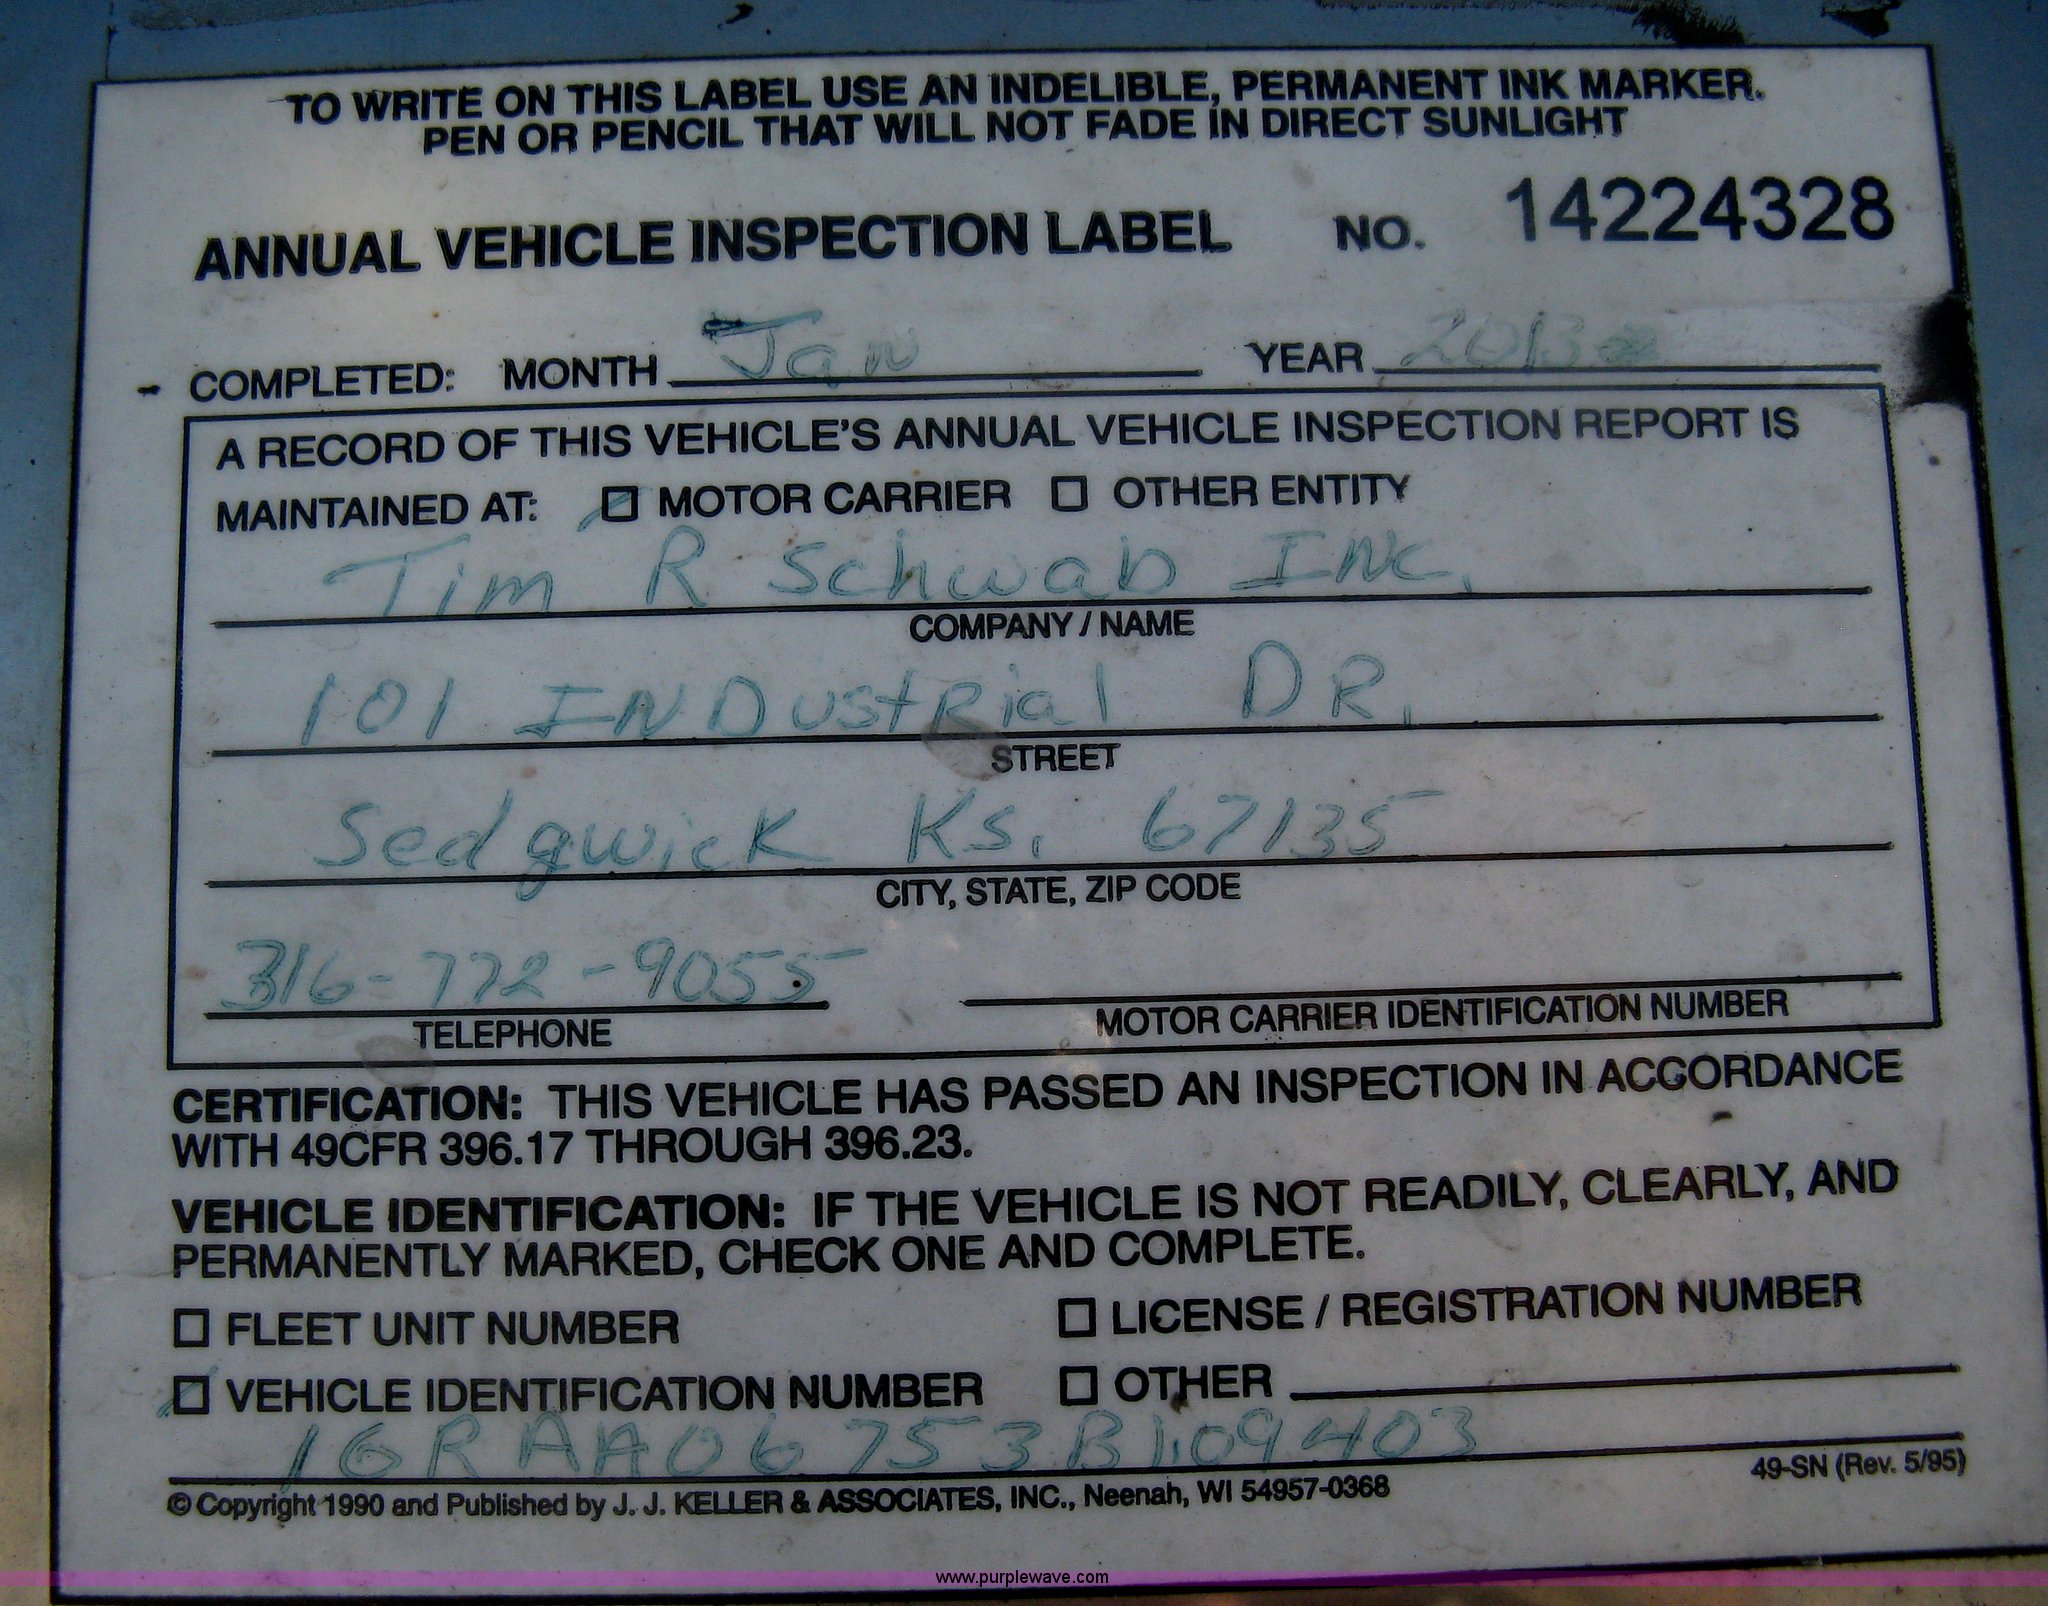 TO WRITE ON THIS LABEL USE AN INDELIBLE, PERMANENT INK MARKER.
PEN OR PENCIL THAT WILL NOT FADE IN DIRECT SUNLIGHT
ANNUAL VEHICLE INSPECTION LABEL NO. 14224328
COMPLETED: MONTH Jan YEAR 2013
A RECORD OF THIS VEHICLE'S ANNUAL VEHICLE INSPECTION REPORT IS
MAINTAINED AT: MOTOR CARRIER OTHER ENTITY
Tim R Schwab INC.
COMPANY / NAME
101 INDustRial DR.
STREET
Sedgwick Ks. 67135
CITY, STATE, ZIP CODE
316-772-9055
TELEPHONE MOTOR CARRIER IDENTIFICATION NUMBER
CERTIFICATION: THIS VEHICLE HAS PASSED AN INSPECTION IN ACCORDANCE
WITH 49CFR 396.17 THROUGH 396.23.
VEHICLE IDENTIFICATION: IF THE VEHICLE IS NOT READILY, CLEARLY, AND
PERMANENTLY MARKED, CHECK ONE AND COMPLETE.
FLEET UNIT NUMBER LICENSE / REGISTRATION NUMBER
VEHICLE IDENTIFICATION NUMBER OTHER
1GRAA06753B109403
49-SN (Rev. 5/95)
© Copyright 1990 and Published by J. J. KELLER & ASSOCIATES, INC., Neenah, WI 54957-0368
www.purplewave.com